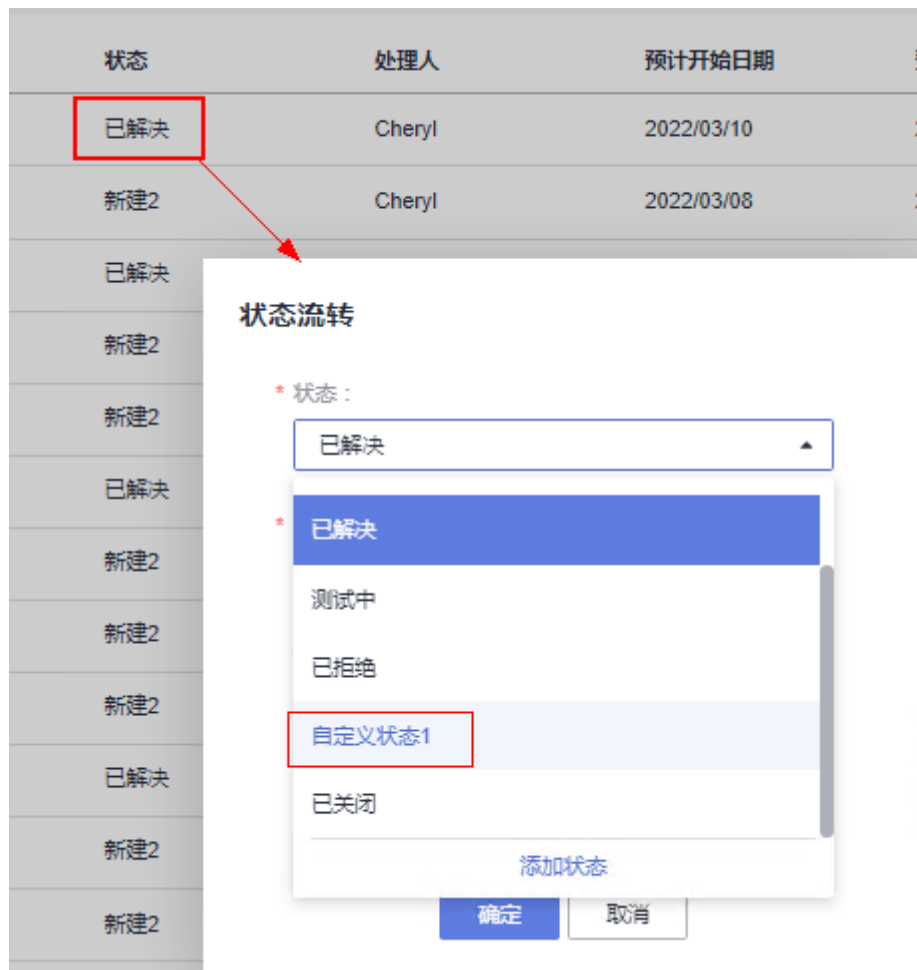 状态 处理人 预计开始日期
已解决 Cheryl 2022/03/10
新建2 Cheryl 2022/03/08
已解决
状态流转
新建2
* 状态 :
新建2
已解决
已解决
* 已解决
新建2
测试中
新建2
已拒绝
新建2
自定义状态1
已解决
已关闭
新建2
添加状态
新建2
确定 取消